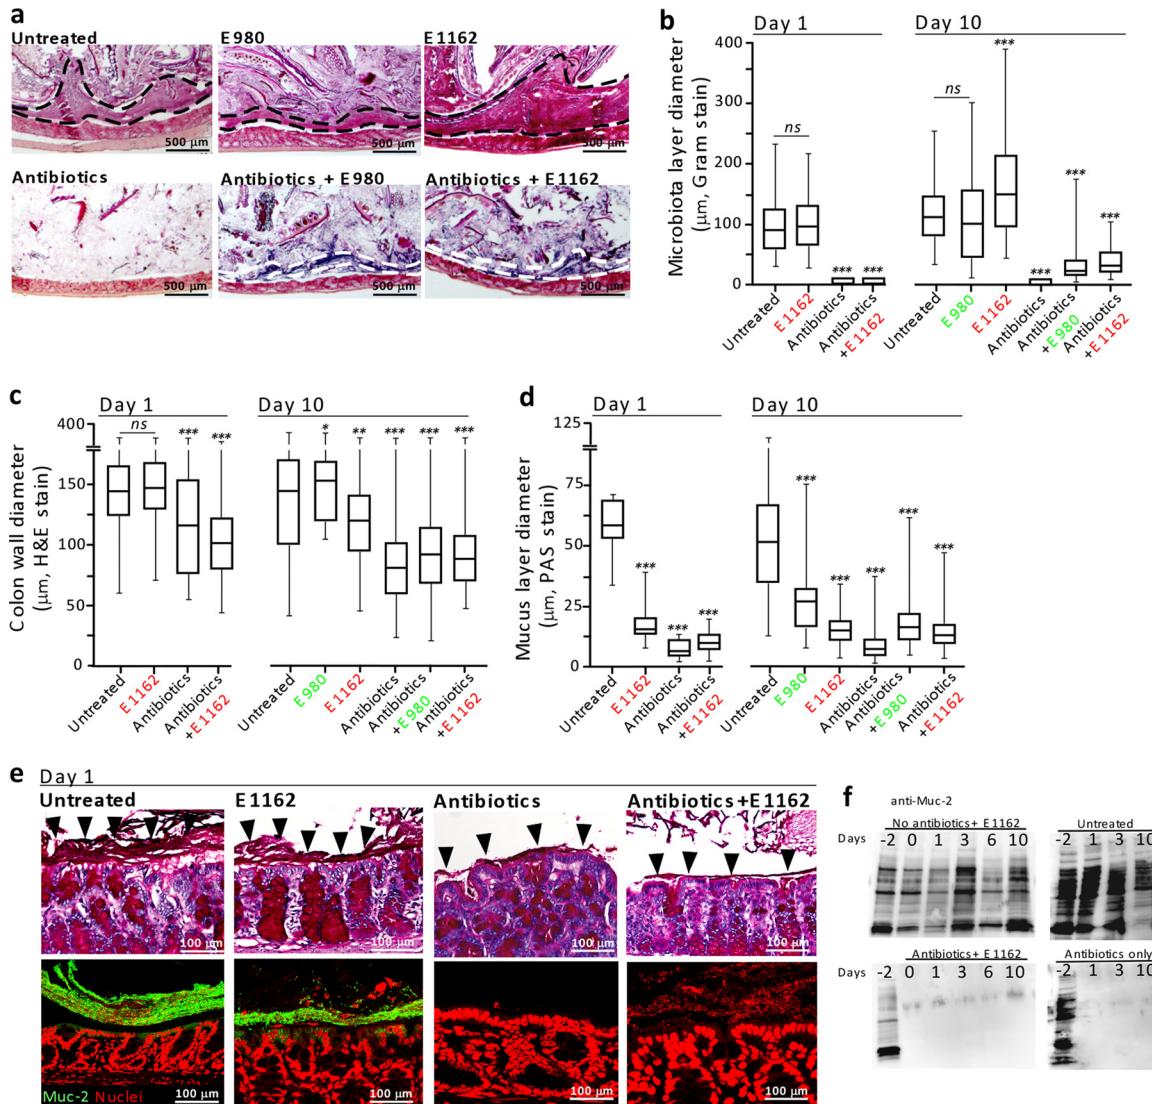 a
Untreated
E980
E1162
500 μm
500 μm
500 μm
Antibiotics
Antibiotics + E980
Antibiotics + E1162
500 μm
500 μm
500 μm
b
Day 1
Day 10
Microbiota layer diameter
(μm, Gram stain)
400
300
200
100
0
ns
***
***
ns
***
***
***
***
Untreated
E1162
Antibiotics
Antibiotics
+E1162
Untreated
E980
E1162
Antibiotics
Antibiotics
+E980
Antibiotics
+E1162
c
Day 1
Day 10
Colon wall diameter
(μm, H&E stain)
400
150
100
50
0
ns
***
***
*
**
***
***
***
Untreated
E1162
Antibiotics
Antibiotics
+E1162
Untreated
E980
E1162
Antibiotics
Antibiotics
+E980
Antibiotics
+E1162
d
Day 1
Day 10
Mucus layer diameter
(μm, PAS stain)
125
75
50
25
0
***
***
***
***
***
***
***
***
Untreated
E1162
Antibiotics
Antibiotics
+E1162
Untreated
E980
E1162
Antibiotics
Antibiotics
+E980
Antibiotics
+E1162
e
Day 1
Untreated
E1162
Antibiotics
Antibiotics+E1162
100 μm
100 μm
100 μm
100 μm
Muc-2 Nuclei
100 μm
100 μm
100 μm
100 μm
f
anti-Muc-2
No antibiotics+ E1162
Untreated
Days -2 0 1 3 6 10
-2 1 3 10
Antibiotics+ E1162
Antibiotics only
Days -2 0 1 3 6 10
-2 1 3 10